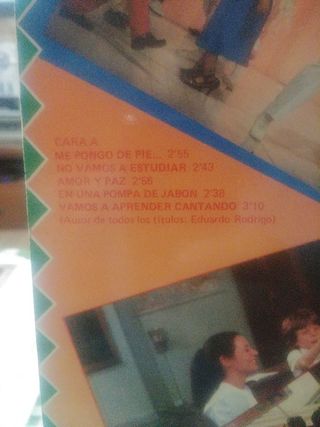 CARA A
ME PONGO DE PIE... 2'55
NO VAMOS A ESTUDIAR 2'43
AMOR Y PAZ 2'56
EN UNA POMPA DE JABON 2'38
VAMOS A APRENDER CANTANDO 3'10
(Autor de todos los títulos: Eduardo Rodrigo)